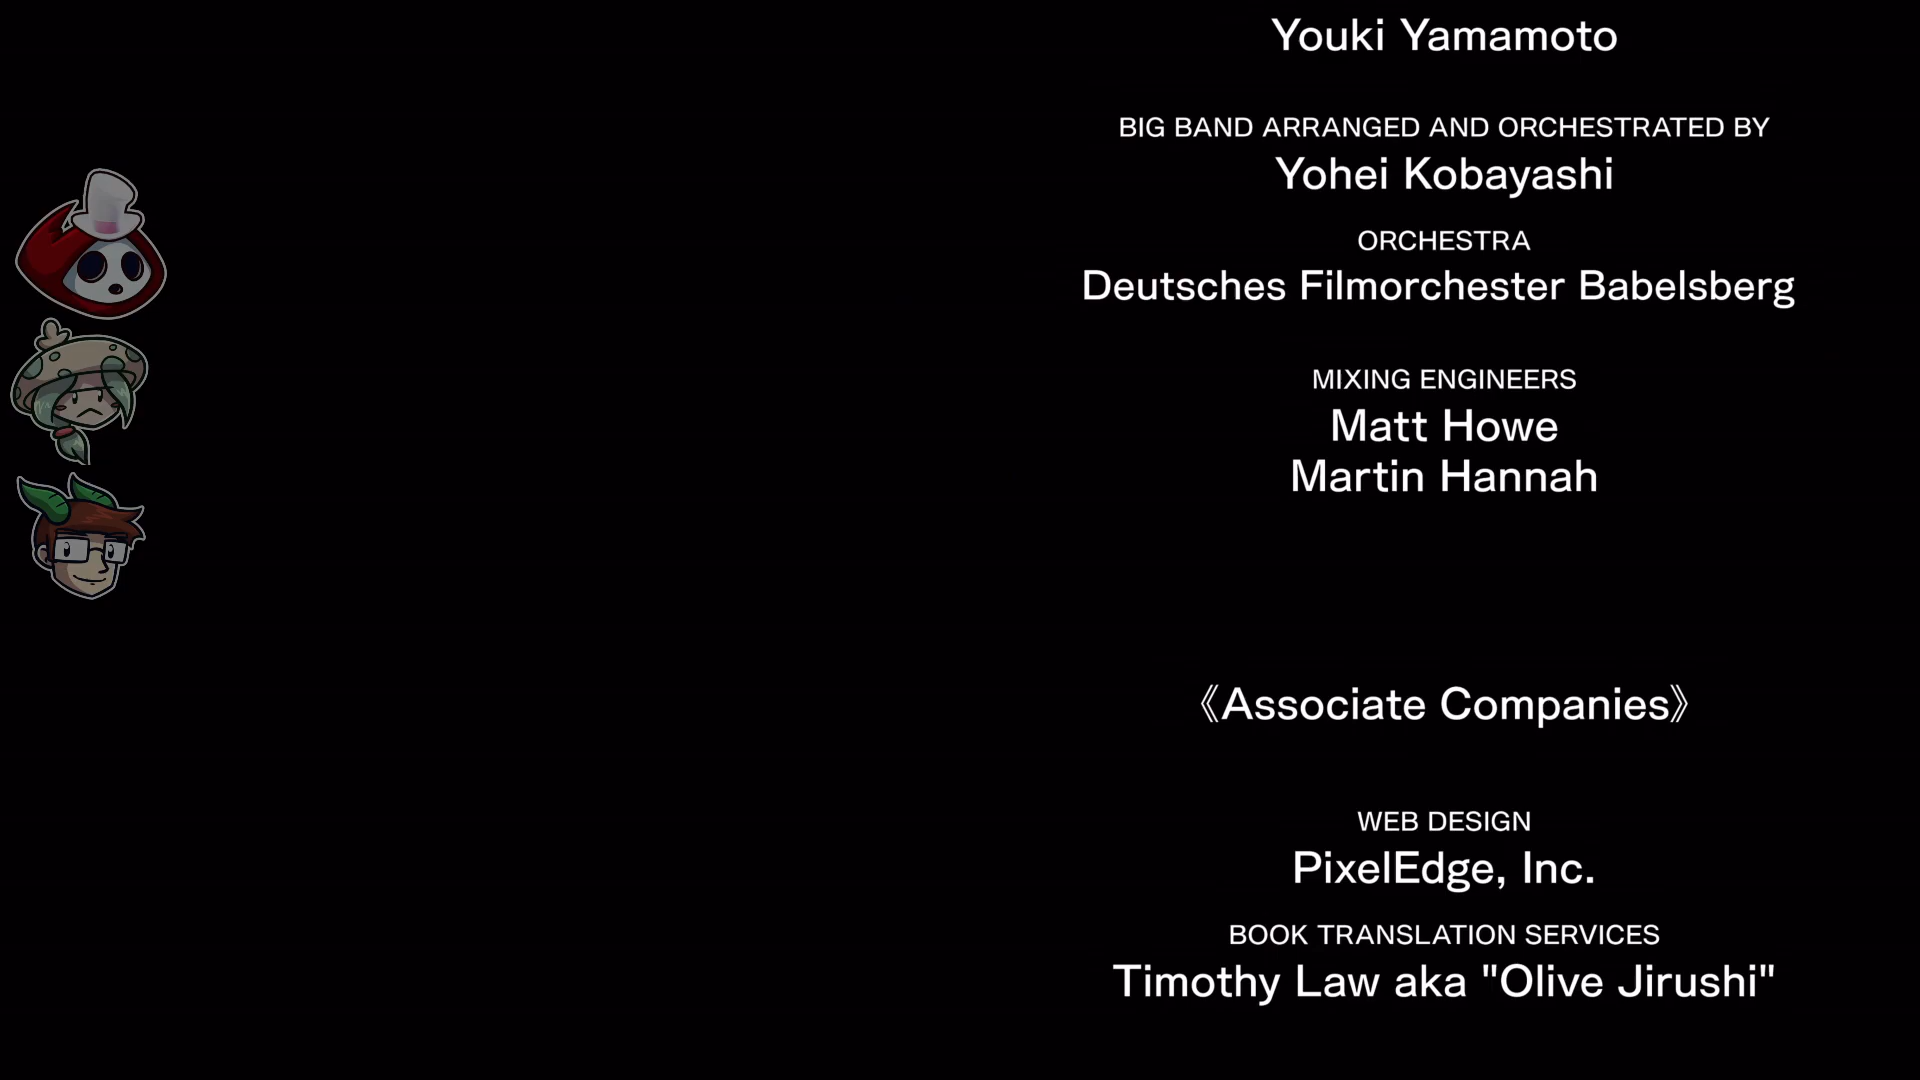 Youki Yamamoto
BIG BAND ARRANGED AND ORCHESTRATED BY
Yohei Kobayashi
ORCHESTRA
Deutsches Filmorchester Babelsberg
MIXING ENGINEERS
Matt Howe
Martin Hannah
《Associate Companies》
WEB DESIGN
PixelEdge, Inc.
BOOK TRANSLATION SERVICES
Timothy Law aka "Olive Jirushi"